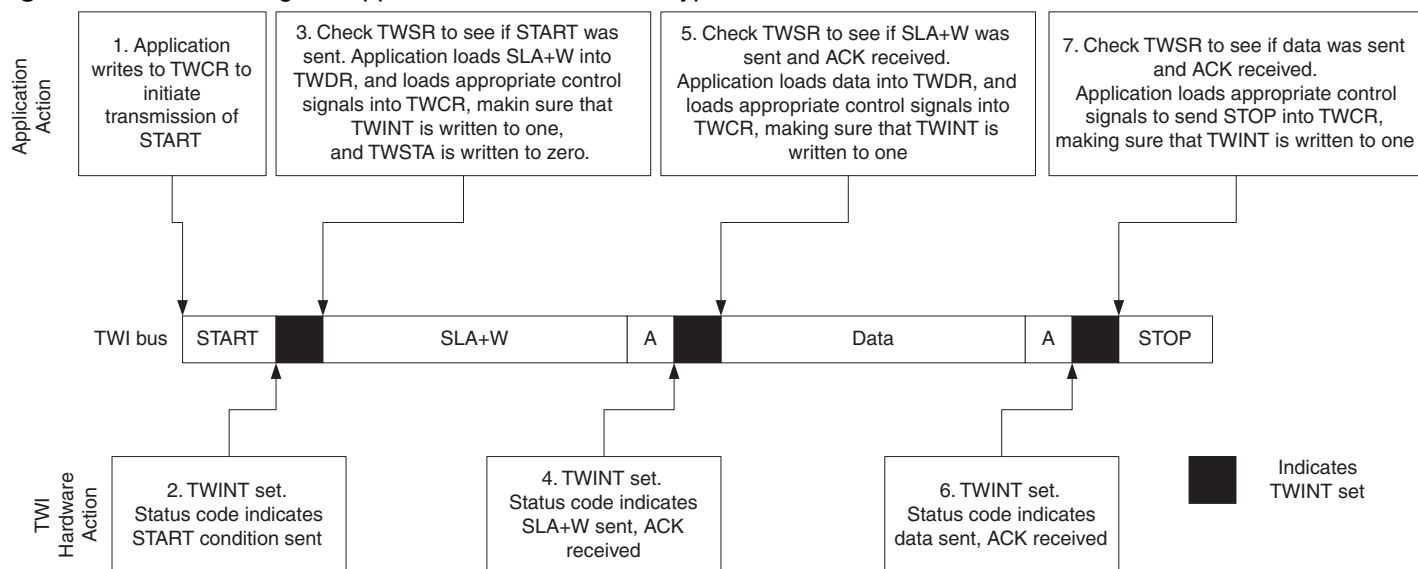 Application
Action
1. Application
writes to TWCR to
initiate
transmission of
START
3. Check TWSR to see if START was
sent. Application loads SLA+W into
TWDR, and loads appropriate control
signals into TWCR, makin sure that
TWINT is written to one,
and TWSTA is written to zero.
5. Check TWSR to see if SLA+W was
sent and ACK received.
Application loads data into TWDR, and
loads appropriate control signals into
TWCR, making sure that TWINT is
written to one
7. Check TWSR to see if data was sent
and ACK received.
Application loads appropriate control
signals to send STOP into TWCR,
making sure that TWINT is written to one
TWI bus
START
SLA+W
A
Data
A
STOP
TWI
Hardware
Action
2. TWINT set.
Status code indicates
START condition sent
4. TWINT set.
Status code indicates
SLA+W sent, ACK
received
6. TWINT set.
Status code indicates
data sent, ACK received
Indicates
TWINT set